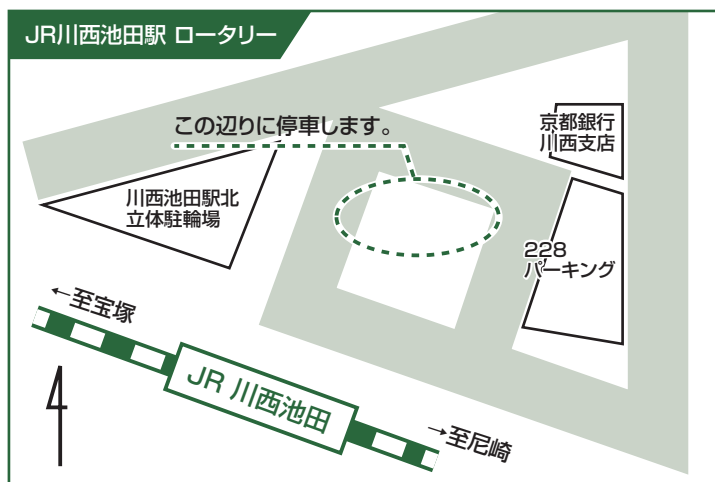 JR川西池田駅 ロータリー
この辺りに停車します。
京都銀行
川西支店
川西池田駅北
立体駐輪場
228
パーキング
←至宝塚
JR 川西池田
→至尼崎